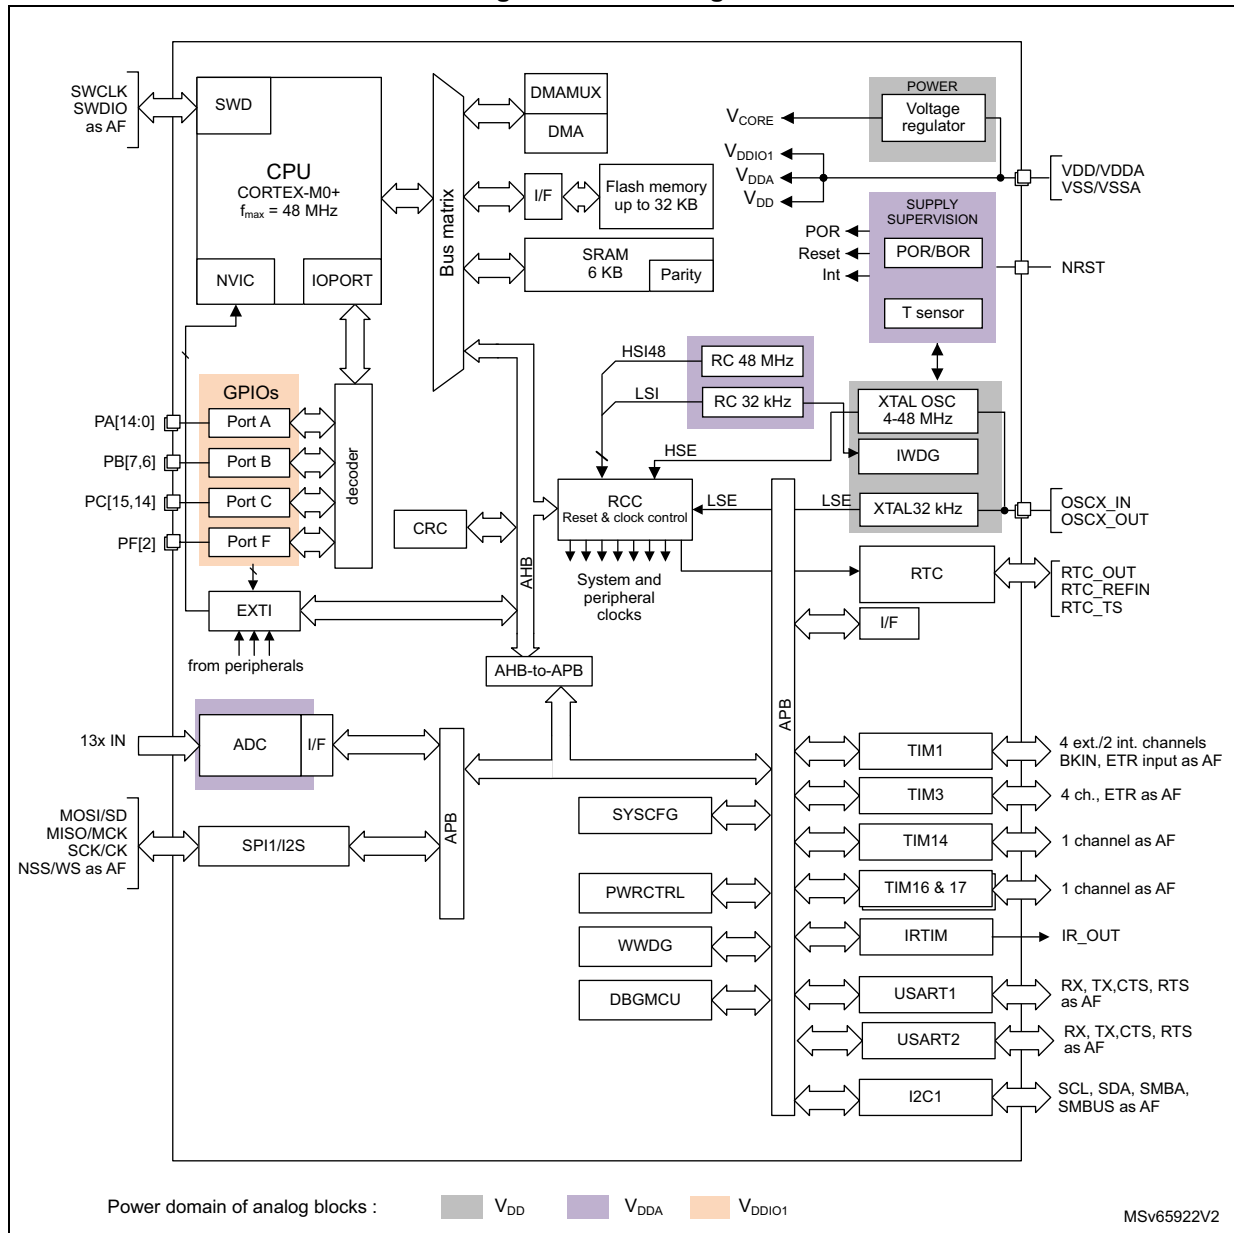 SWCLK
SWDIO
as AF
SWD
CPU
CORTEX-M0+
fmax = 48 MHz
NVIC
IOPORT
Bus matrix
DMAMUX
DMA
I/F
Flash memory
up to 32 KB
SRAM
6 KB
Parity
POWER
Voltage
regulator
VCORE
VDDIO1
VDDA
VDD
VDD/VDDA
VSS/VSSA
SUPPLY
SUPERVISION
POR
Reset
Int
POR/BOR
T sensor
NRST
HSI48
RC 48 MHz
LSI
RC 32 kHz
XTAL OSC
4-48 MHz
IWDG
HSE
LSE
LSE
XTAL32 kHz
OSCX_IN
OSCX_OUT
GPIOs
PA[14:0]
Port A
PB[7,6]
Port B
PC[15,14]
Port C
PF[2]
Port F
decoder
CRC
RCC
Reset & clock control
System and
peripheral
clocks
AHB
EXTI
from peripherals
RTC
RTC_OUT
RTC_REFIN
RTC_TS
I/F
AHB-to-APB
APB
13x IN
ADC
I/F
APB
MOSI/SD
MISO/MCK
SCK/CK
NSS/WS as AF
SPI1/I2S
SYSCFG
PWRCTRL
WWDG
DBGMCU
TIM1
4 ext./2 int. channels
BKIN, ETR input as AF
TIM3
4 ch., ETR as AF
TIM14
1 channel as AF
TIM16 & 17
1 channel as AF
IRTIM
IR_OUT
USART1
RX, TX,CTS, RTS
as AF
USART2
RX, TX,CTS, RTS
as AF
I2C1
SCL, SDA, SMBA,
SMBUS as AF
Power domain of analog blocks :
VDD
VDDA
VDDIO1
MSv65922V2